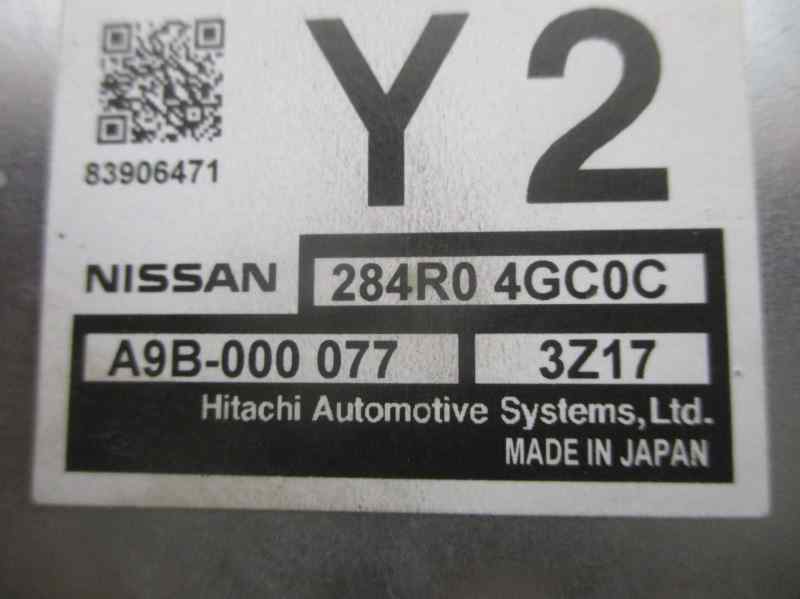 Y2
83906471
NISSAN 284R0 4GC0C
A9B-000 077 3Z17
Hitachi Automotive Systems,Ltd.
MADE IN JAPAN